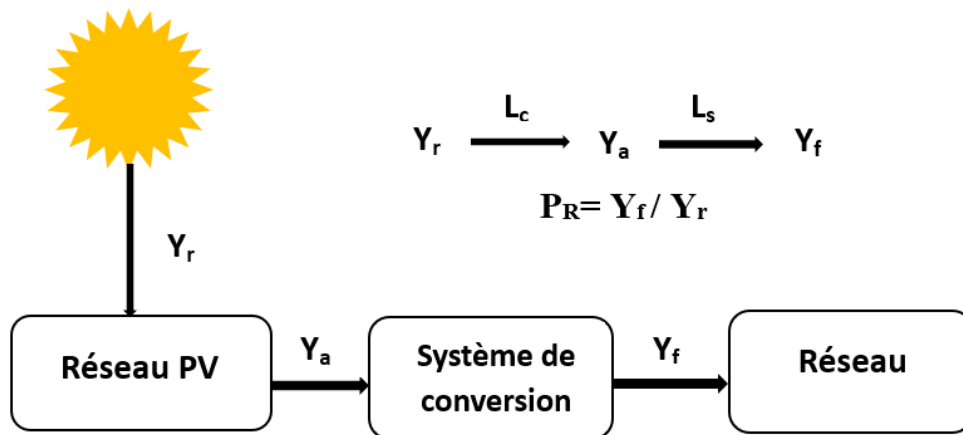 Lc Ls
Yr Ya Yf
PR= Yf / Yr
Yr
Réseau PV
Ya
Système de
conversion
Yf
Réseau